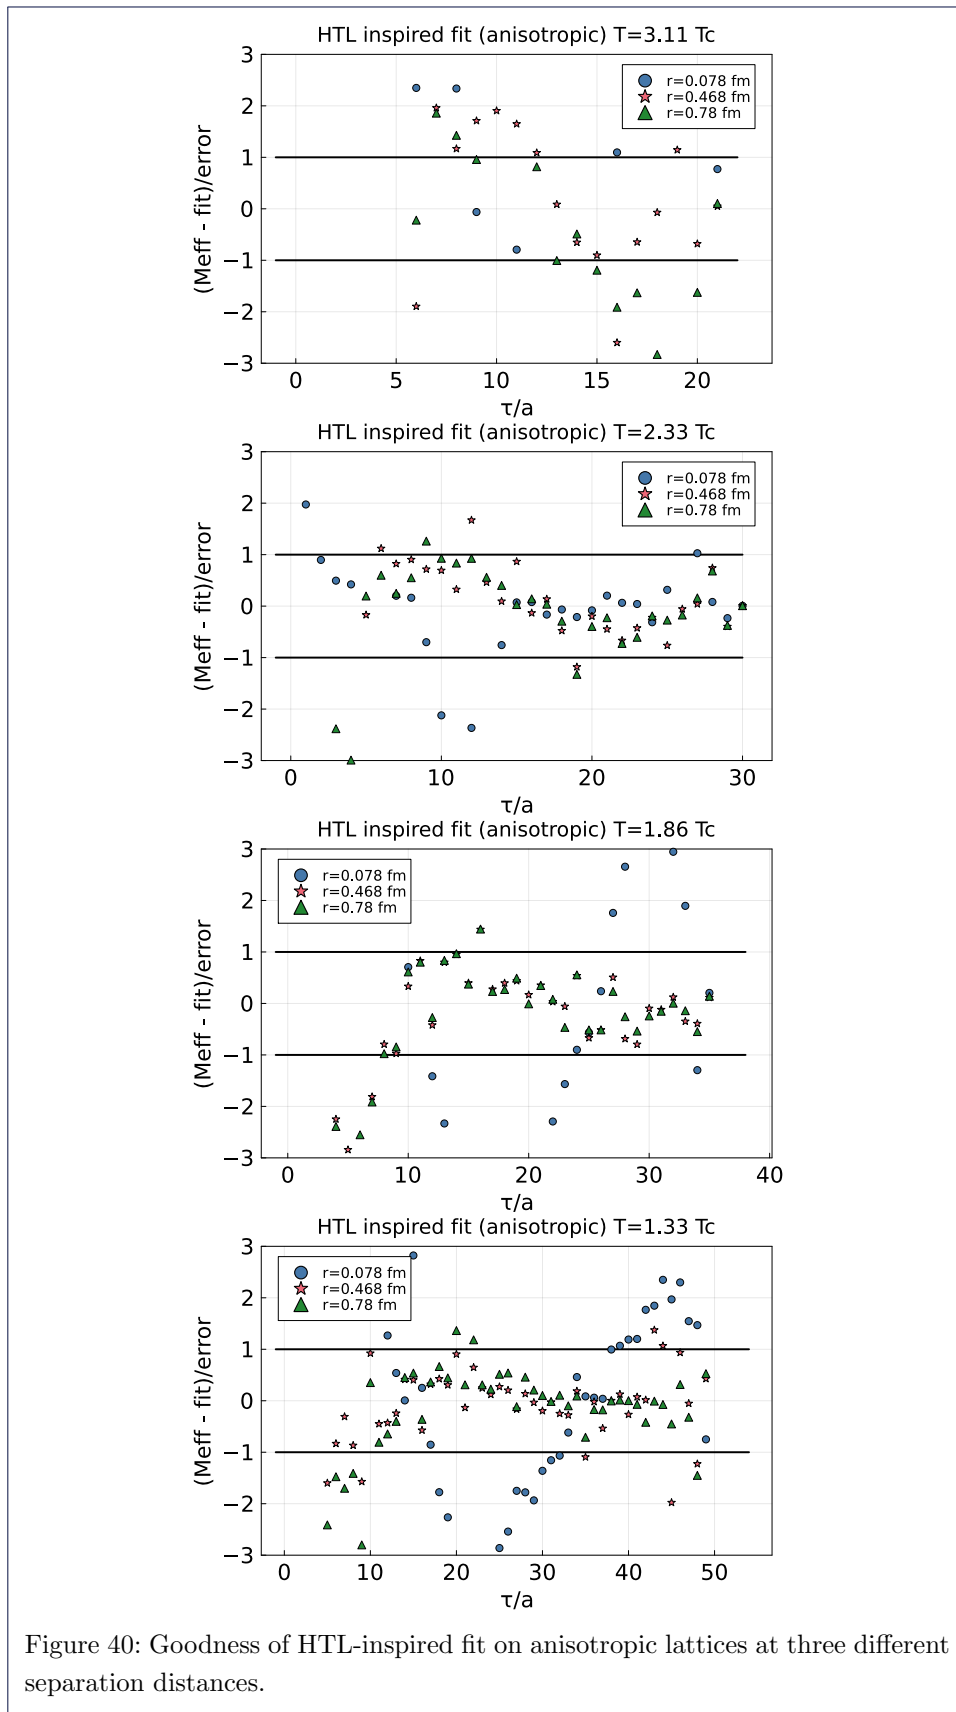 HTL inspired fit (anisotropic) T=3.11 Tc
3
2
1
0
−1
−2
−3
(Meff - fit)/error
r=0.078 fm
r=0.468 fm
r=0.78 fm
0 5 10 15 20
τ/a
HTL inspired fit (anisotropic) T=2.33 Tc
3
2
1
0
−1
−2
−3
(Meff - fit)/error
r=0.078 fm
r=0.468 fm
r=0.78 fm
0 10 20 30
τ/a
HTL inspired fit (anisotropic) T=1.86 Tc
3
2
1
0
−1
−2
−3
(Meff - fit)/error
r=0.078 fm
r=0.468 fm
r=0.78 fm
0 10 20 30 40
τ/a
HTL inspired fit (anisotropic) T=1.33 Tc
3
2
1
0
−1
−2
−3
(Meff - fit)/error
r=0.078 fm
r=0.468 fm
r=0.78 fm
0 10 20 30 40 50
τ/a
Figure 40: Goodness of HTL-inspired fit on anisotropic lattices at three different
separation distances.